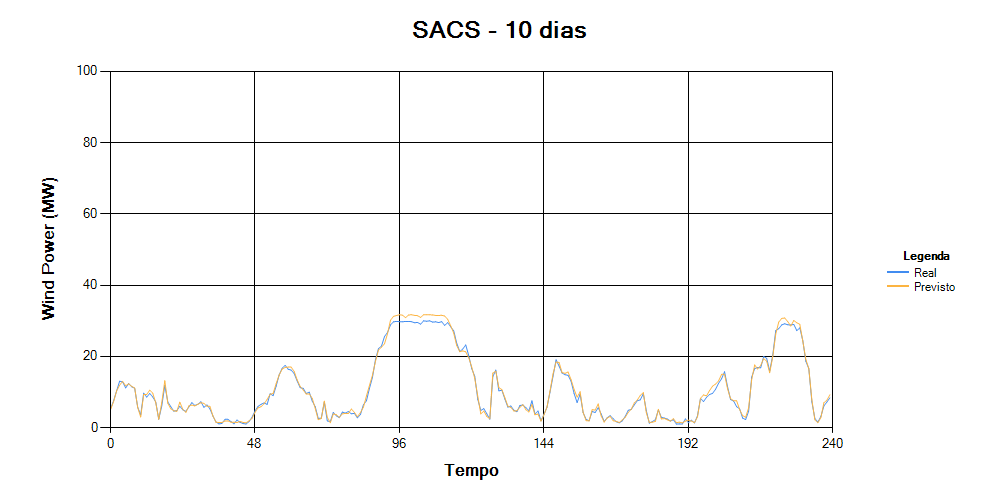 SACS - 10 dias
100
80
60
40
20
0
Wind Power (MW)
0 48 96 144 192 240
Tempo
Legenda
Real
Previsto